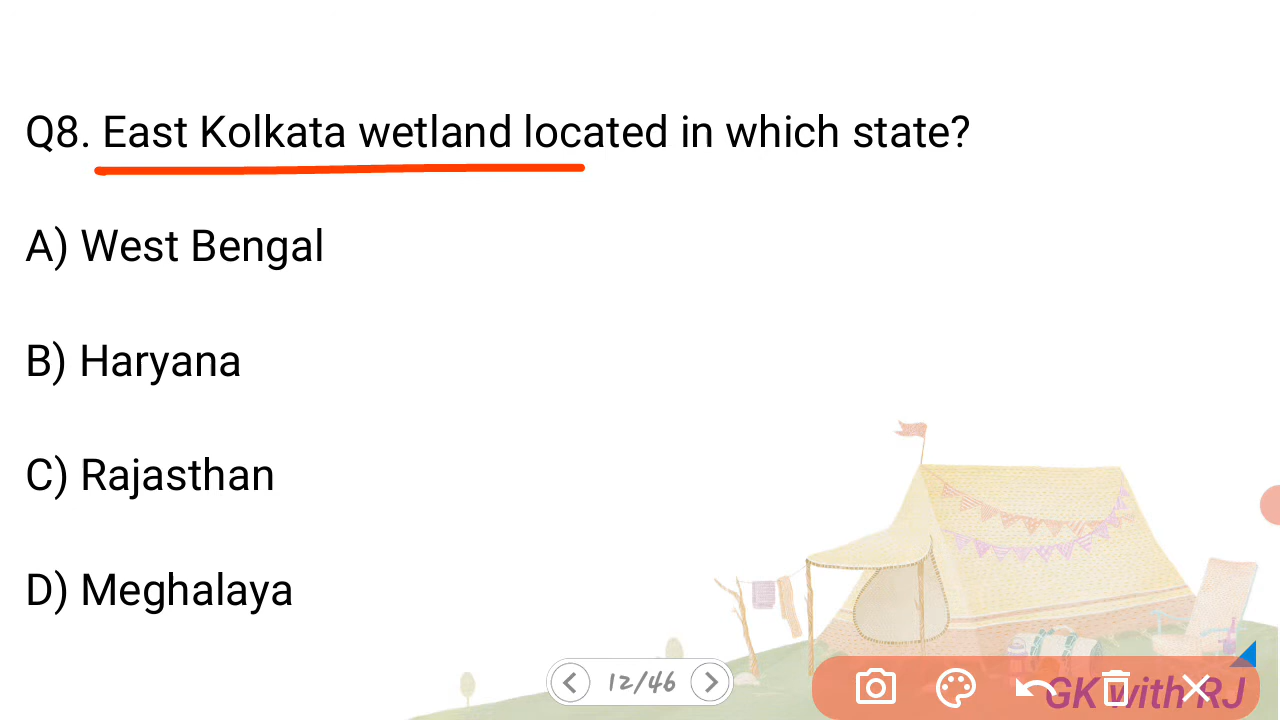 Q8. East Kolkata wetland located in which state?
A) West Bengal
B) Haryana
C) Rajasthan
D) Meghalaya
12/46
GK with RJ